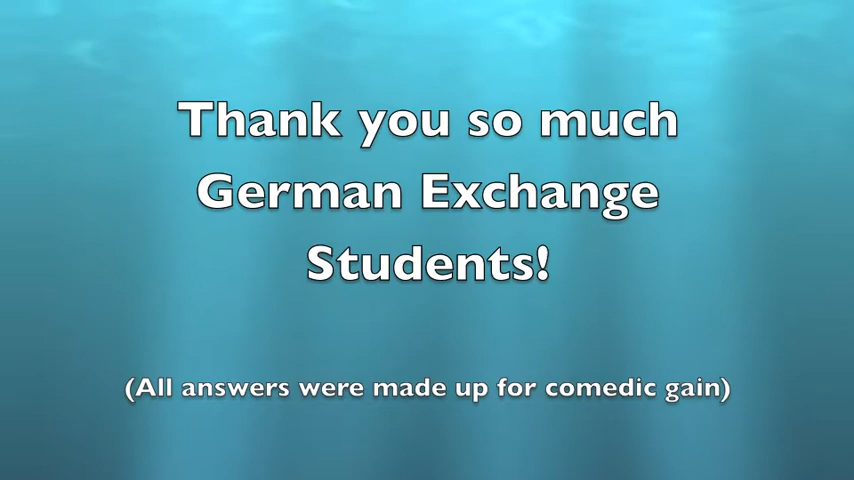 Thank you so much
German Exchange
Students!
(All answers were made up for comedic gain)